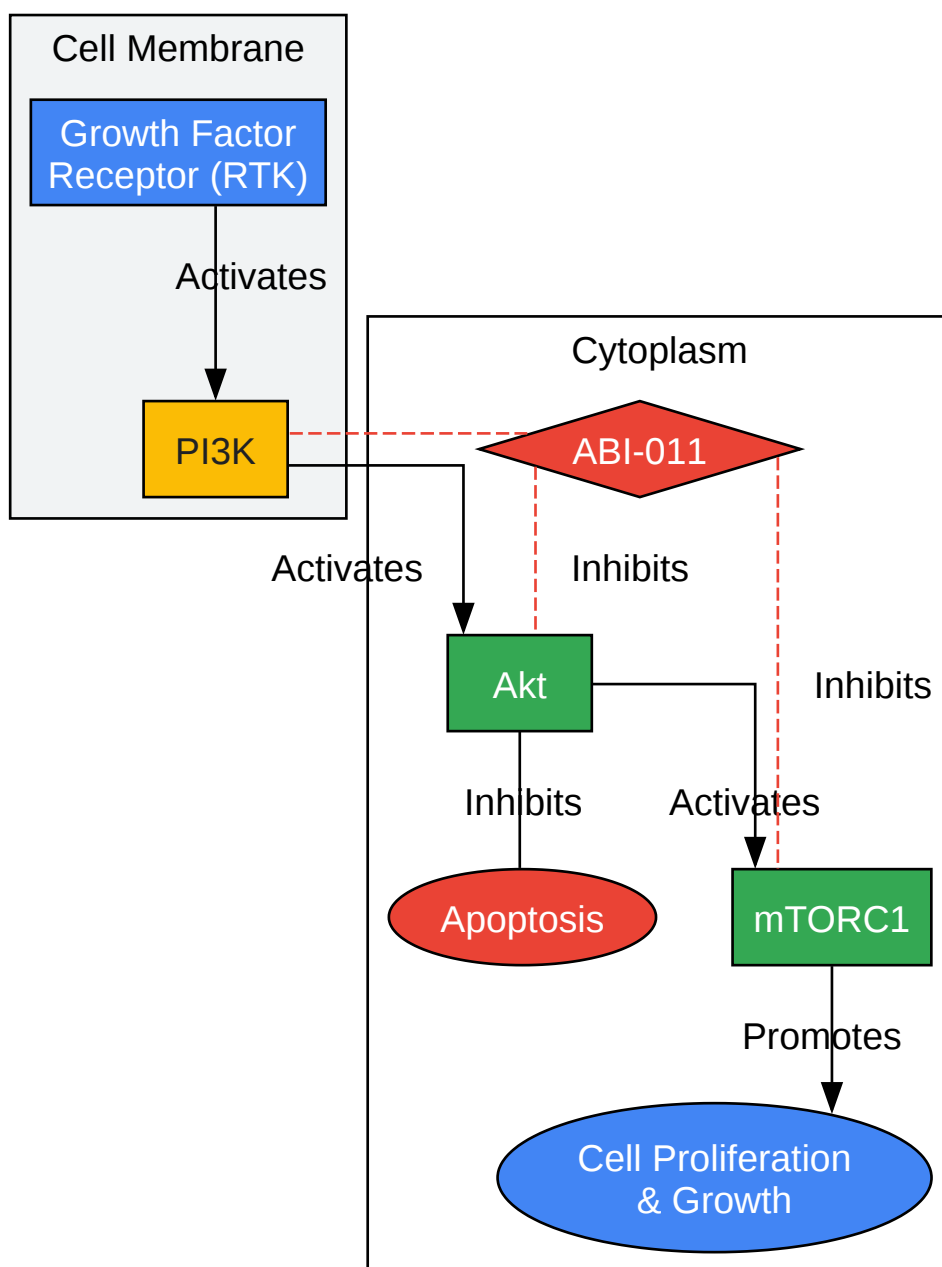 Cell Membrane
Growth Factor
Receptor (RTK)
Activates
Cytoplasm
PI3K
ABI-011
Activates
Inhibits
Akt
Inhibits
Inhibits
Activates
Apoptosis
mTORC1
Promotes
Cell Proliferation
& Growth